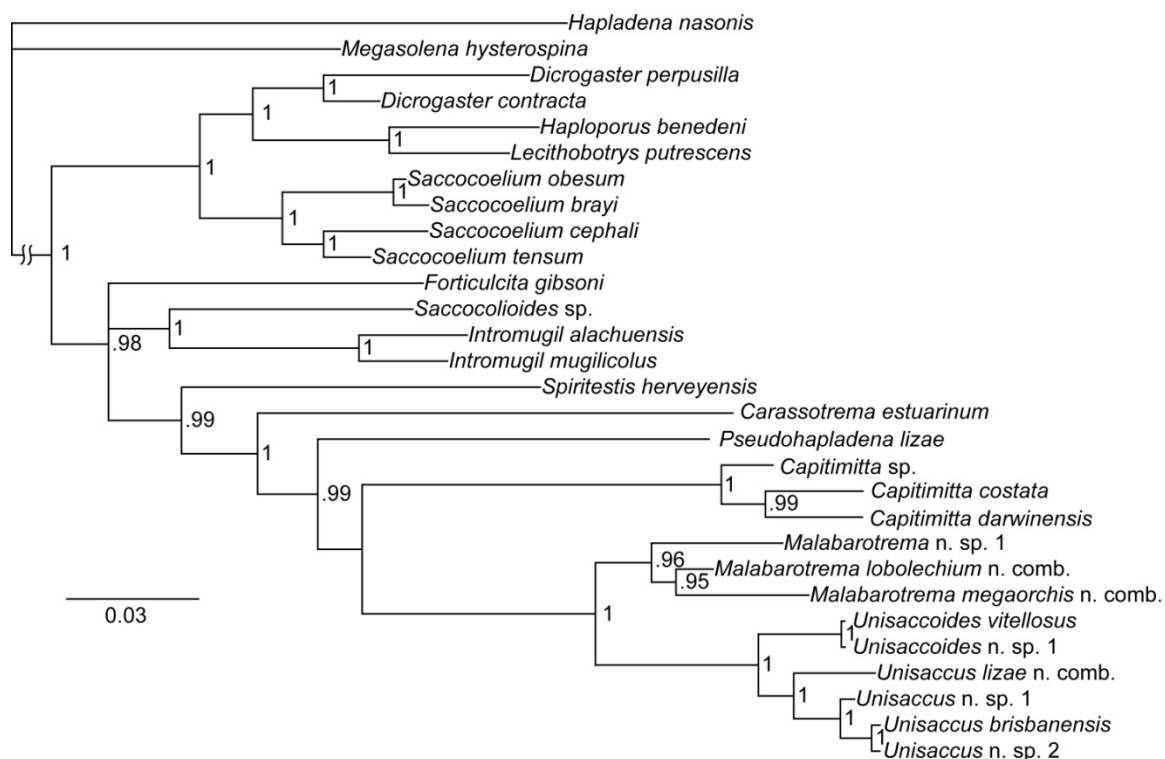 Hapladena nasonis
Megasolena hysterospina
Dicrogaster perpusilla
1
Dicrogaster contracta
1
Haploporus benedeni
1
Lecithobotrys putrescens
1
Saccocoelium obesum
1
Saccocoelium brayi
1
Saccocoelium cephali
1
Saccocoelium tensum
1
Forticulcita gibsoni
Saccocolioides sp.
1
.98
Intromugil alachuensis
1
Intromugil mugilicolus
Spiritestis herveyensis
.99
Carassotrema estuarinum
1
Pseudohapladena lizae
.99
Capitimitta sp.
1
Capitimitta costata
.99
Capitimitta darwinensis
Malabarotrema n. sp. 1
.96
Malabarotrema lobolechium n. comb.
.95
Malabarotrema megaorchis n. comb.
0.03
1
Unisaccoides vitellosus
1
Unisaccoides n. sp. 1
1
Unisaccus lizae n. comb.
1
Unisaccus n. sp. 1
1
Unisaccus brisbanensis
1
Unisaccus n. sp. 2